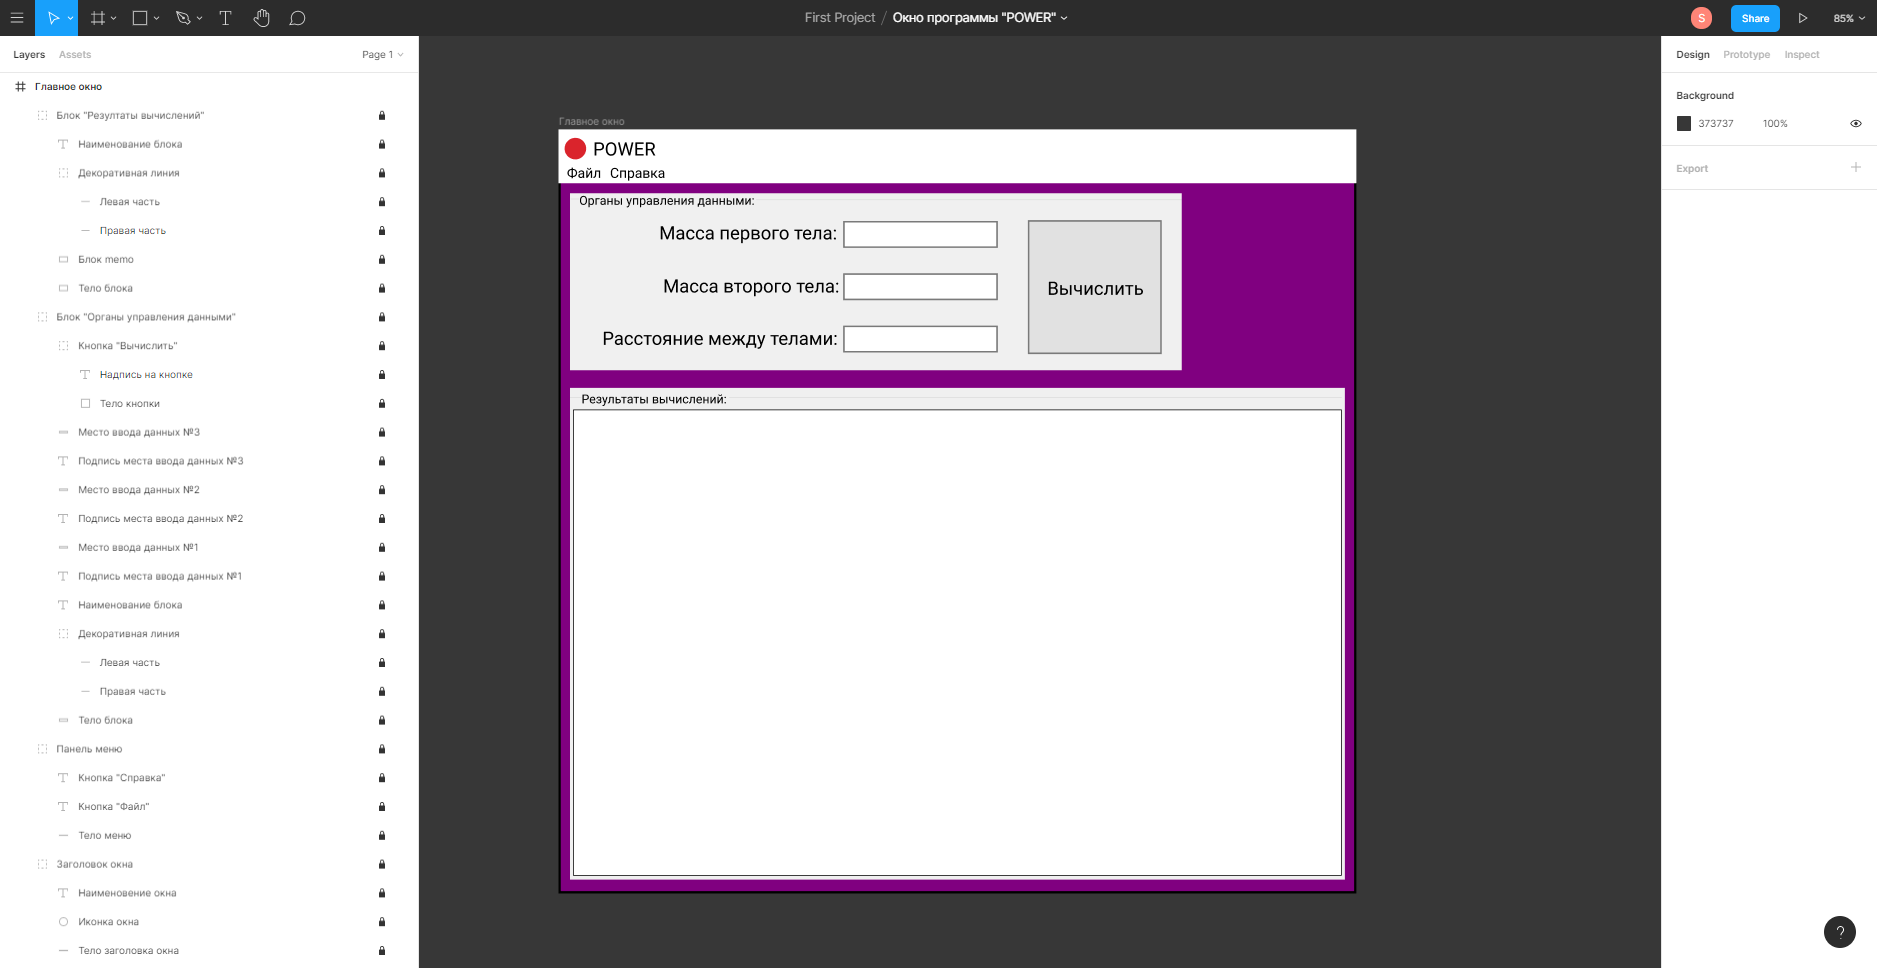 First Project / Окно программы "POWER"
S
Share
85%
Layers
Assets
Page 1
Главное окно
Блок "Резултаты вычислений"
Наименование блока
Декоративная линия
Левая часть
Правая часть
Блок memo
Тело блока
Блок "Органы управления данными"
Кнопка "Вычислить"
Надпись на кнопке
Тело кнопки
Место ввода данных №3
Подпись места ввода данных №3
Место ввода данных №2
Подпись места ввода данных №2
Место ввода данных №1
Подпись места ввода данных №1
Наименование блока
Декоративная линия
Левая часть
Правая часть
Тело блока
Панель меню
Кнопка "Справка"
Кнопка "Файл"
Тело меню
Заголовок окна
Наименовение окна
Иконка окна
Тело заголовка окна
Главное окно
POWER
Файл Справка
Органы управления данными:
Масса первого тела:
Масса второго тела:
Расстояние между телами:
Вычислить
Результаты вычислений:
Design
Prototype
Inspect
Background
373737
100%
Export
?